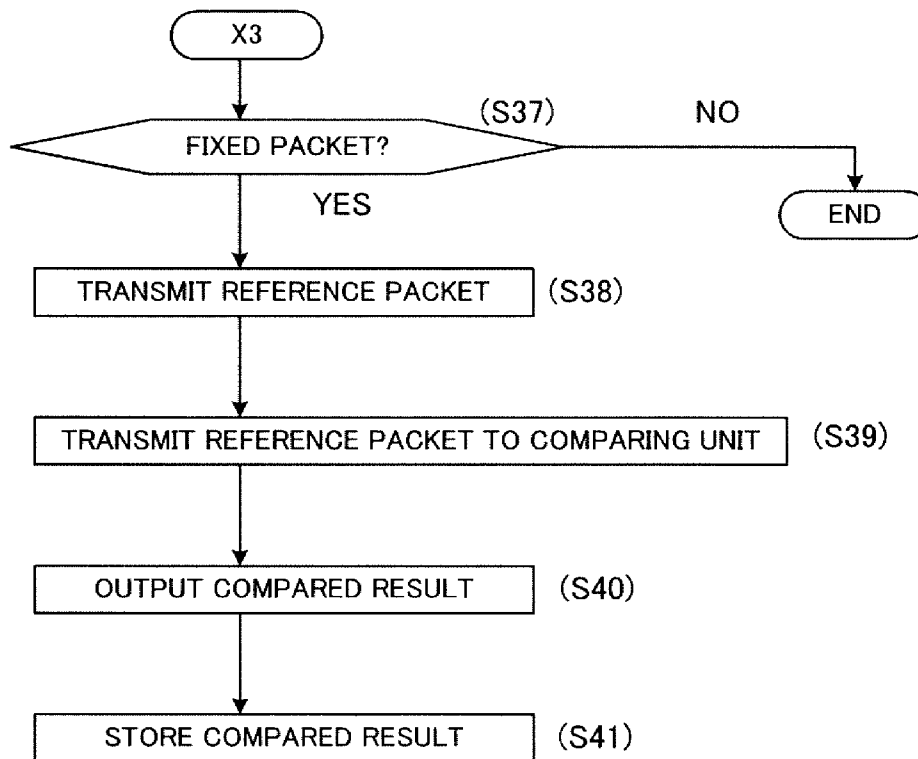 X3
(S37)
NO
FIXED PACKET?
YES
END
TRANSMIT REFERENCE PACKET
(S38)
TRANSMIT REFERENCE PACKET TO COMPARING UNIT
(S39)
OUTPUT COMPARED RESULT
(S40)
STORE COMPARED RESULT
(S41)